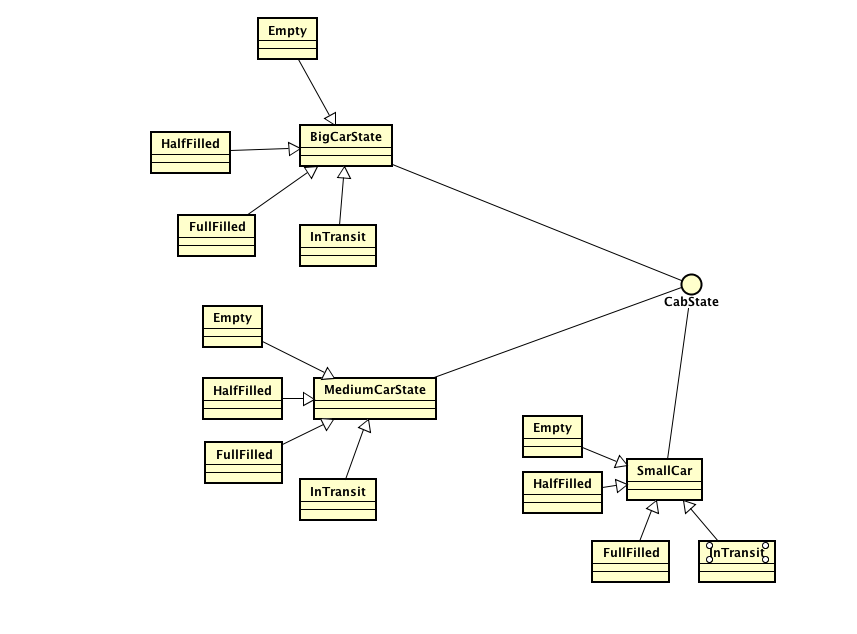 Empty
BigCarState
HalfFilled
FullFilled
InTransit
CabState
Empty
MediumCarState
HalfFilled
FullFilled
InTransit
Empty
SmallCar
HalfFilled
FullFilled
InTransit